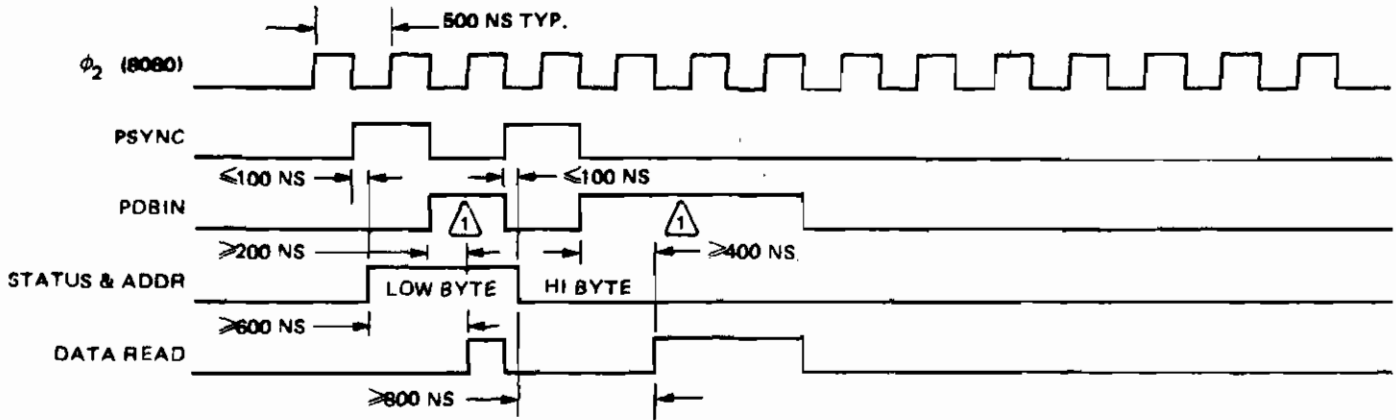 500 NS TYP.
ϕ2 (8080)
PSYNC
≤100 NS ≤100 NS
PDBIN 1 1
≥200 NS ≥400 NS
STATUS & ADDR LOW BYTE HI BYTE
≥600 NS
DATA READ
≥800 NS